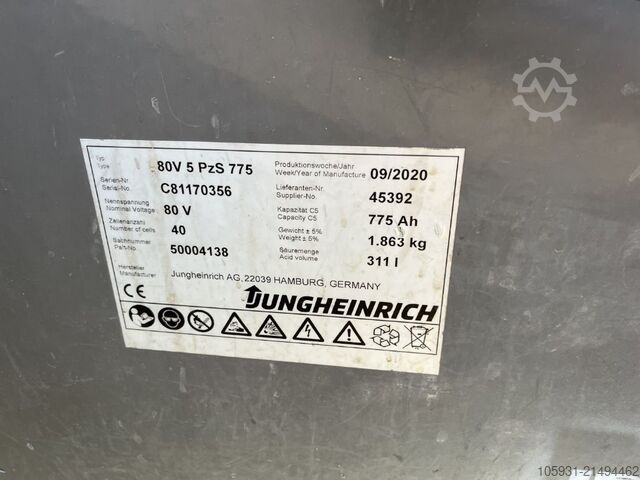 Typ
Type
80V 5 PzS 775
Produktionswoche/Jahr
Week/Year of Manufacture
09/2020
Serien-Nr.
Serial-No.
C81170356
Lieferanten-Nr.
Supplier-No.
45392
Nennspannung
Nominal Voltage
80 V
Kapazität C5
Capacity C5
775 Ah
Zellenanzahl
Number of cells
40
Gewicht ± 5%
Weight ± 5%
1.863 kg
Sachnummer
Part-No.
50004138
Säuremenge
Acid volume
311 l
Hersteller
Manufacturer
Jungheinrich AG, 22039 HAMBURG, GERMANY
CE
JUNGHEINRICH
Pb
105931-21494462